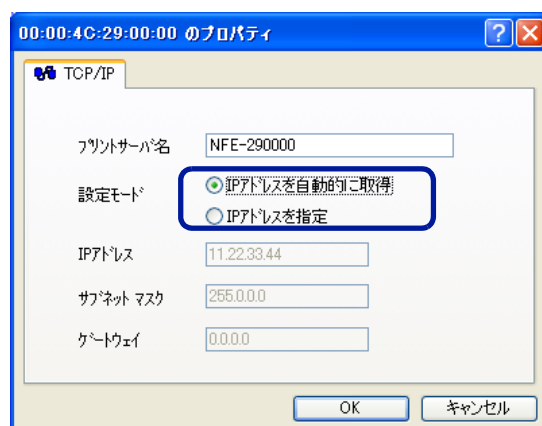 00:00:4C:29:00:00 のプロパティ
TCP/IP
プリントサーバ名 NFE-290000
設定モード
IPアドレスを自動的に取得
IPアドレスを指定
IPアドレス 11.22.33.44
サブネット マスク 255.0.0.0
ゲートウェイ 0.0.0.0
OK キャンセル